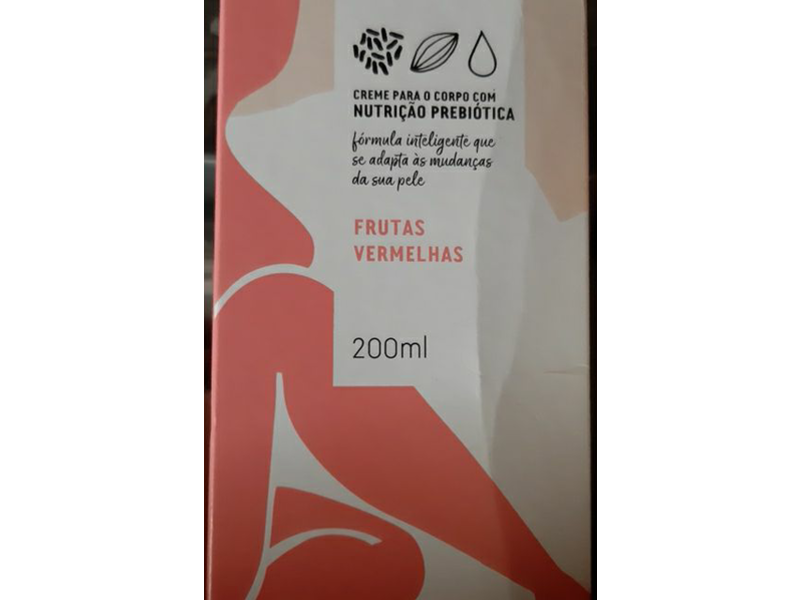 CREME PARA O CORPO COM
NUTRIÇÃO PREBIÓTICA
fórmula inteligente que
se adapta às mudanças
da sua pele
FRUTAS
VERMELHAS
200ml